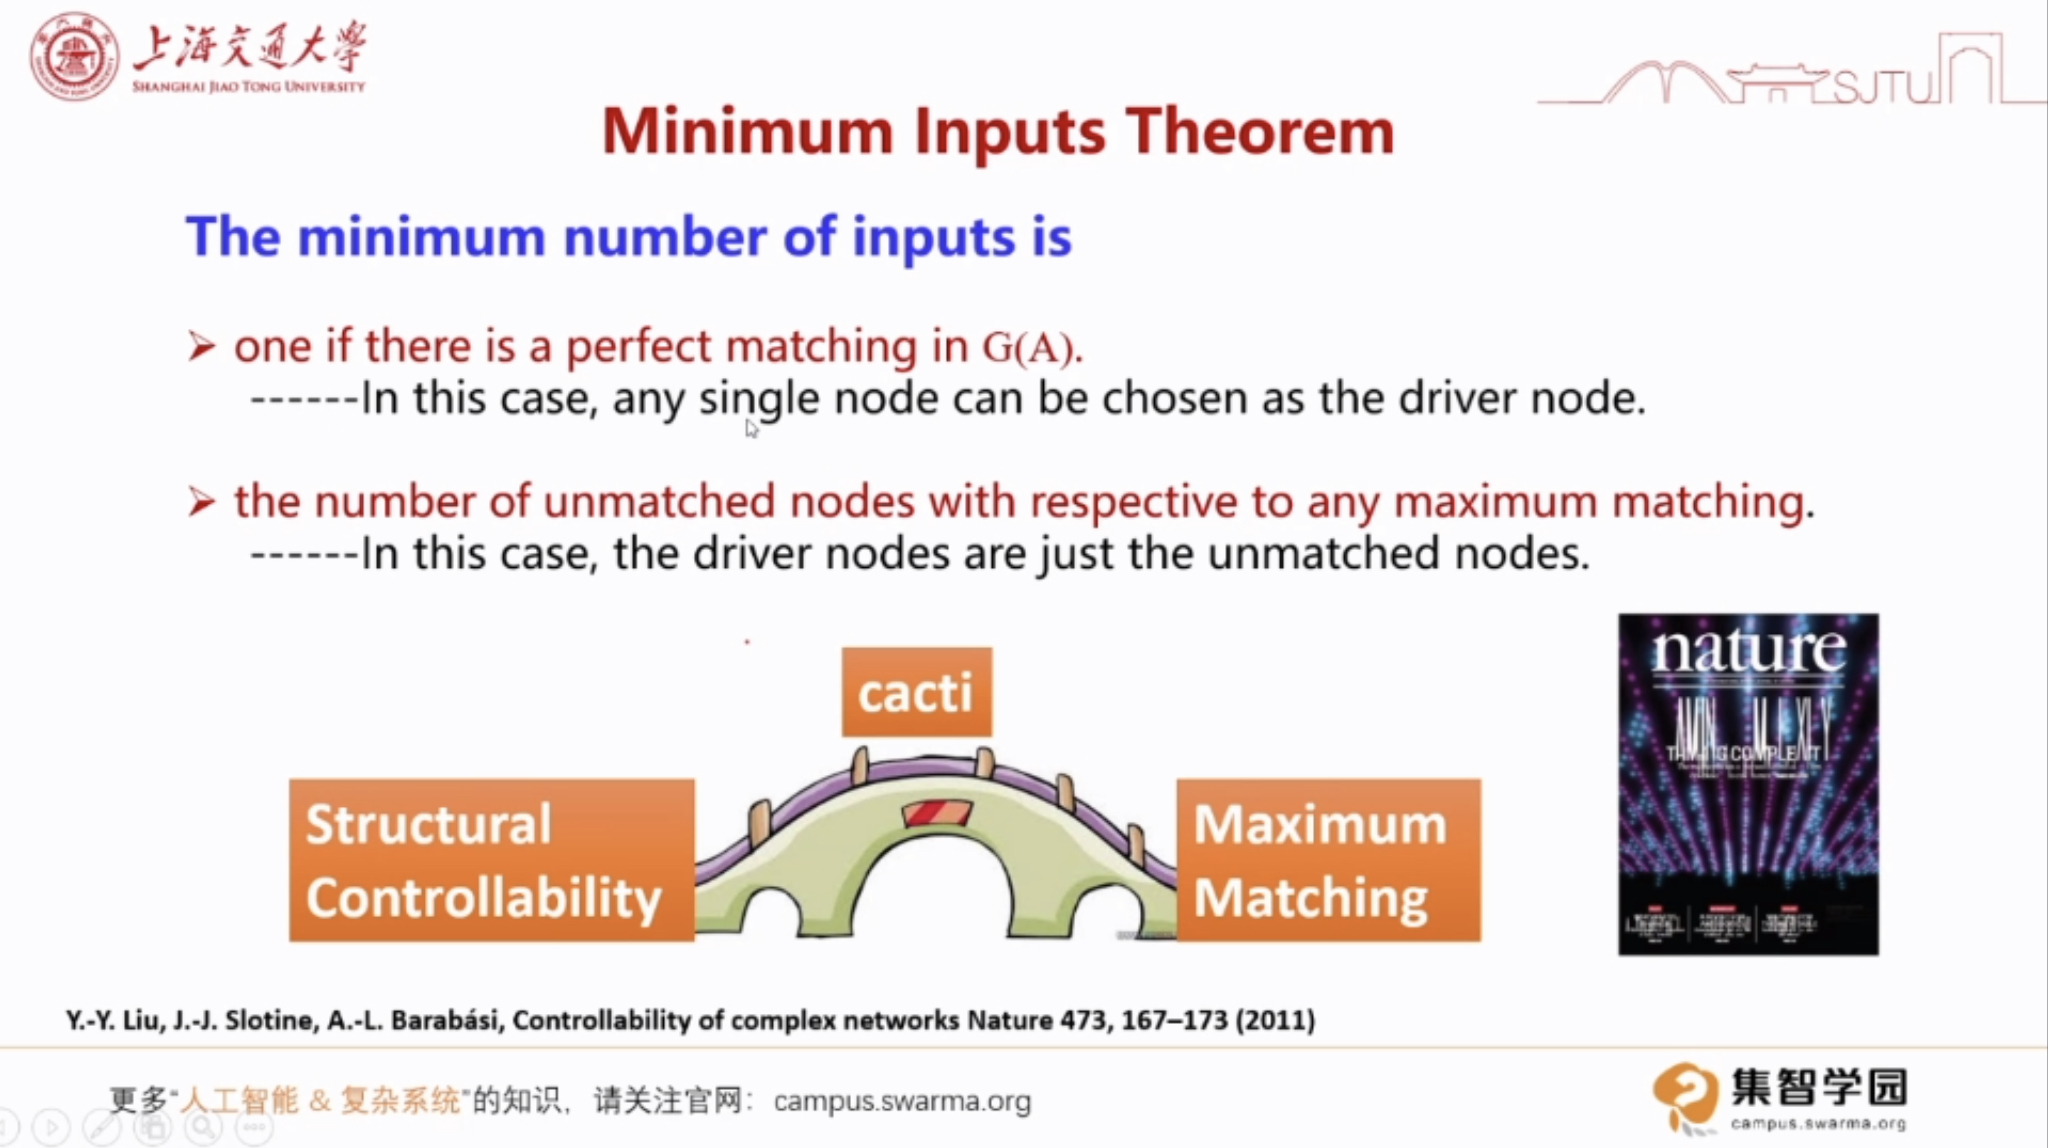 上海交通大学
SHANGHAI JIAO TONG UNIVERSITY
SJTU
Minimum Inputs Theorem
The minimum number of inputs is
➢ one if there is a perfect matching in G(A).
------In this case, any single node can be chosen as the driver node.
➢ the number of unmatched nodes with respective to any maximum matching.
------In this case, the driver nodes are just the unmatched nodes.
cacti
Structural
Controllability
Maximum
Matching
nature
Y.-Y. Liu, J.-J. Slotine, A.-L. Barabási, Controllability of complex networks Nature 473, 167–173 (2011)
更多“人工智能 & 复杂系统”的知识，请关注官网：campus.swarma.org
集智学园
campus.swarma.org